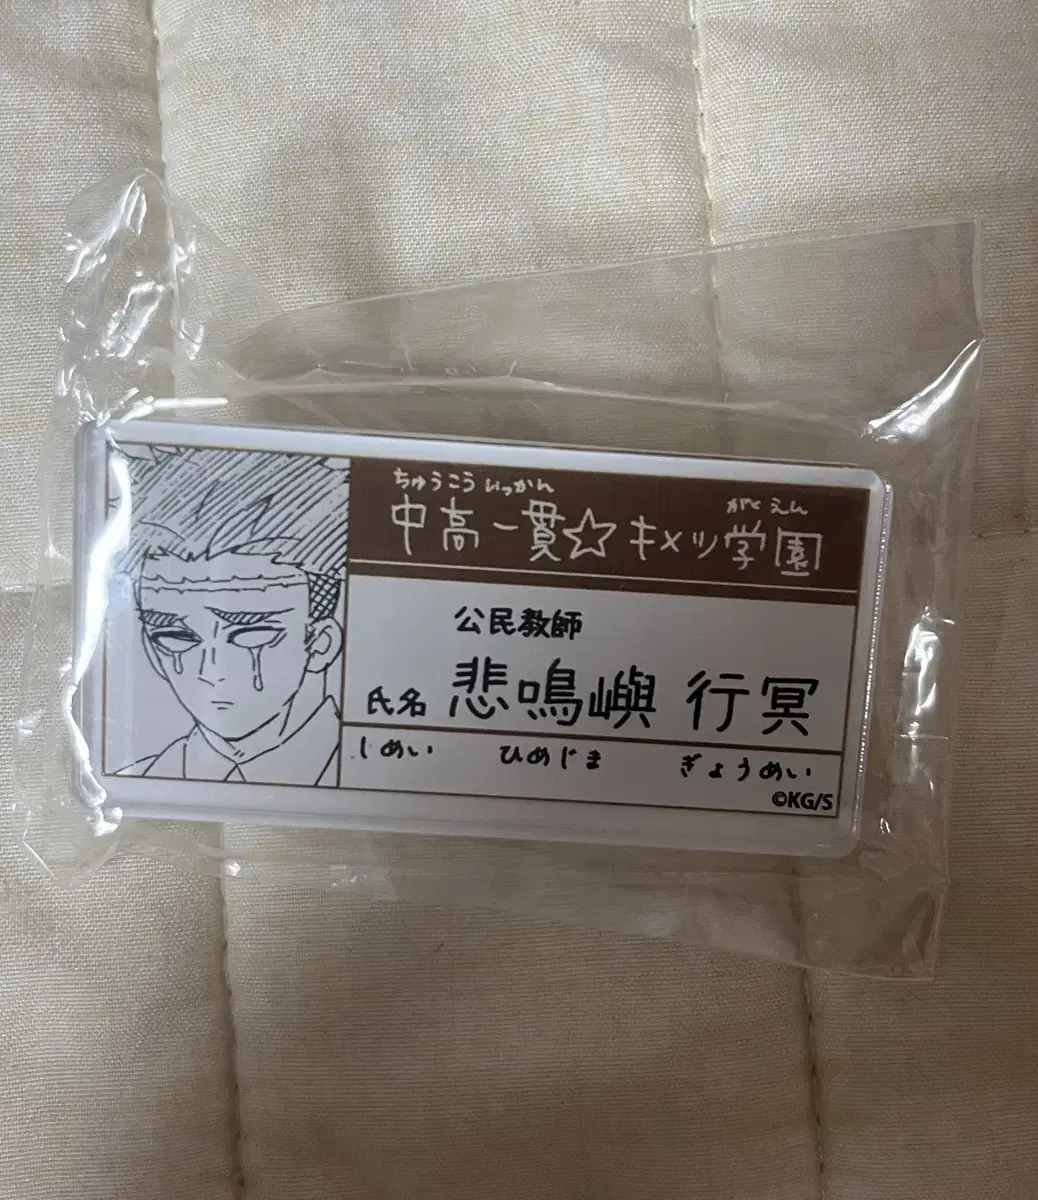 ちゅうこう いっかん がくえん
中高一貫☆キメツ学園
公民教師
氏名 悲鳴嶼 行冥
しめい ひめじま ぎょうめい
©KG/S